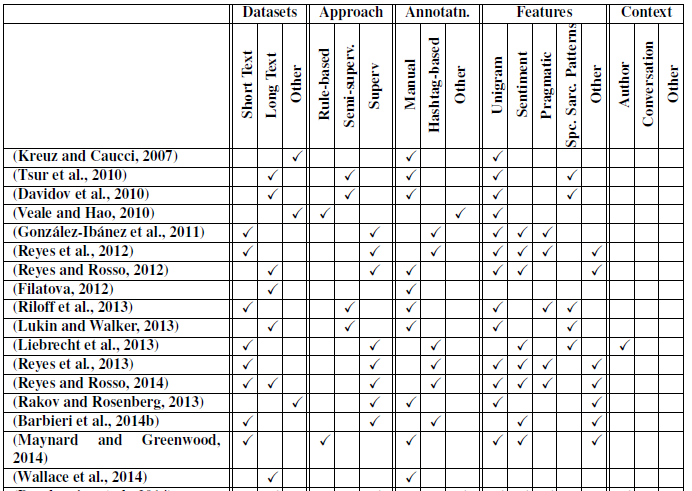 Datasets Approach Annotatn. Features Context
Short Text Long Text Other Rule-based Semi-superv. Superv Manual Hashtag-based Other Unigram Sentiment Pragmatic Spc. Sarc. Patterns Other Author Conversation Other
(Kreuz and Caucci, 2007) ✓ ✓ ✓
(Tsur et al., 2010) ✓ ✓ ✓ ✓ ✓
(Davidov et al., 2010) ✓ ✓ ✓ ✓ ✓
(Veale and Hao, 2010) ✓ ✓ ✓ ✓
(González-Ibánez et al., 2011) ✓ ✓ ✓ ✓ ✓ ✓
(Reyes et al., 2012) ✓ ✓ ✓ ✓ ✓ ✓ ✓
(Reyes and Rosso, 2012) ✓ ✓ ✓ ✓ ✓ ✓
(Filatova, 2012) ✓ ✓
(Riloff et al., 2013) ✓ ✓ ✓ ✓ ✓ ✓
(Lukin and Walker, 2013) ✓ ✓ ✓ ✓ ✓
(Liebrecht et al., 2013) ✓ ✓ ✓ ✓ ✓ ✓
(Reyes et al., 2013) ✓ ✓ ✓ ✓ ✓ ✓ ✓
(Reyes and Rosso, 2014) ✓ ✓ ✓ ✓ ✓ ✓ ✓ ✓
(Rakov and Rosenberg, 2013) ✓ ✓ ✓ ✓ ✓
(Barbieri et al., 2014b) ✓ ✓ ✓ ✓ ✓
(Maynard and Greenwood, ✓ ✓ ✓ ✓ ✓ ✓
2014)
(Wallace et al., 2014) ✓ ✓